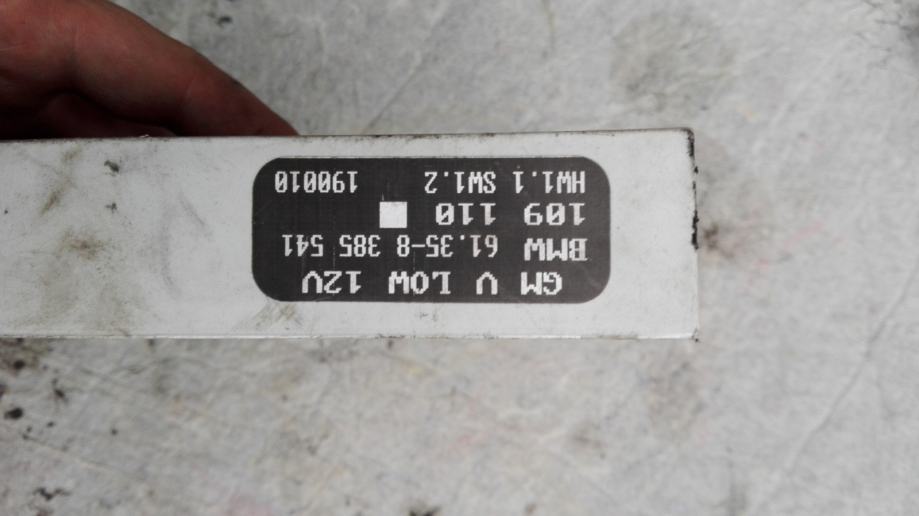 GM V LOW 12V
BMW 61.35-8 385 541
109 110
HW1.1 SW1.2 190010